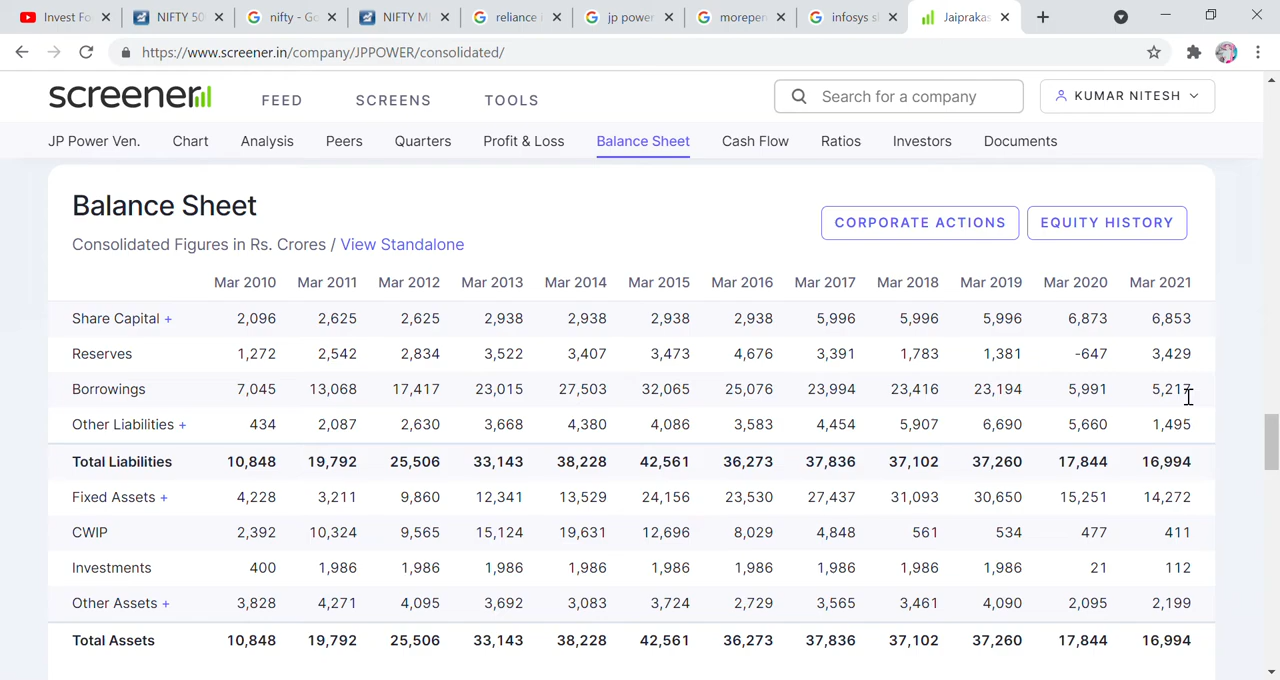 Invest Fo
NIFTY 50
nifty - Go
NIFTY MI
reliance i
jp power
morepen
infosys s
Jaiprakas
https://www.screener.in/company/JPPOWER/consolidated/
screener
FEED SCREENS TOOLS
Search for a company
KUMAR NITESH
JP Power Ven. Chart Analysis Peers Quarters Profit & Loss Balance Sheet Cash Flow Ratios Investors Documents
Balance Sheet
CORPORATE ACTIONS EQUITY HISTORY
Consolidated Figures in Rs. Crores / View Standalone
Mar 2010 Mar 2011 Mar 2012 Mar 2013 Mar 2014 Mar 2015 Mar 2016 Mar 2017 Mar 2018 Mar 2019 Mar 2020 Mar 2021
Share Capital + 2,096 2,625 2,625 2,938 2,938 2,938 2,938 5,996 5,996 5,996 6,873 6,853
Reserves 1,272 2,542 2,834 3,522 3,407 3,473 4,676 3,391 1,783 1,381 -647 3,429
Borrowings 7,045 13,068 17,417 23,015 27,503 32,065 25,076 23,994 23,416 23,194 5,991 5,217
Other Liabilities + 434 2,087 2,630 3,668 4,380 4,086 3,583 4,454 5,907 6,690 5,660 1,495
Total Liabilities 10,848 19,792 25,506 33,143 38,228 42,561 36,273 37,836 37,102 37,260 17,844 16,994
Fixed Assets + 4,228 3,211 9,860 12,341 13,529 24,156 23,530 27,437 31,093 30,650 15,251 14,272
CWIP 2,392 10,324 9,565 15,124 19,631 12,696 8,029 4,848 561 534 477 411
Investments 400 1,986 1,986 1,986 1,986 1,986 1,986 1,986 1,986 1,986 21 112
Other Assets + 3,828 4,271 4,095 3,692 3,083 3,724 2,729 3,565 3,461 4,090 2,095 2,199
Total Assets 10,848 19,792 25,506 33,143 38,228 42,561 36,273 37,836 37,102 37,260 17,844 16,994